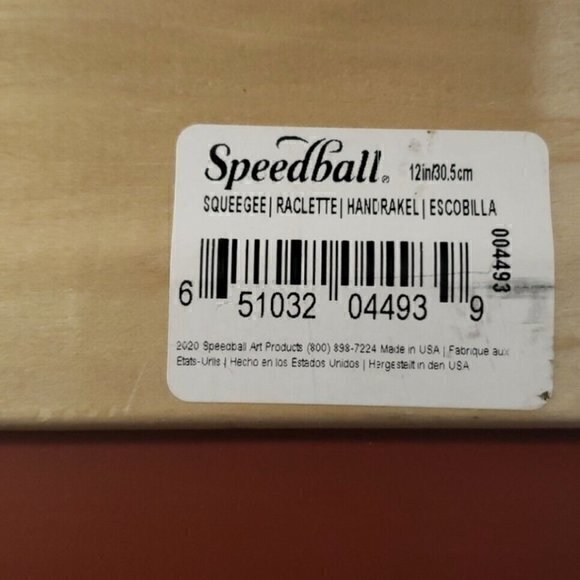 Speedball® 12in/30.5cm
SQUEEGEE| RACLETTE| HANDRAKEL| ESCOBILLA
004493
6 51032 04493 9
2020 Speedball Art Products (800) 898-7224 Made in USA | Fabrique aux
Etats-Unis | Hecho en los Estados Unidos | Hergestellt in den USA